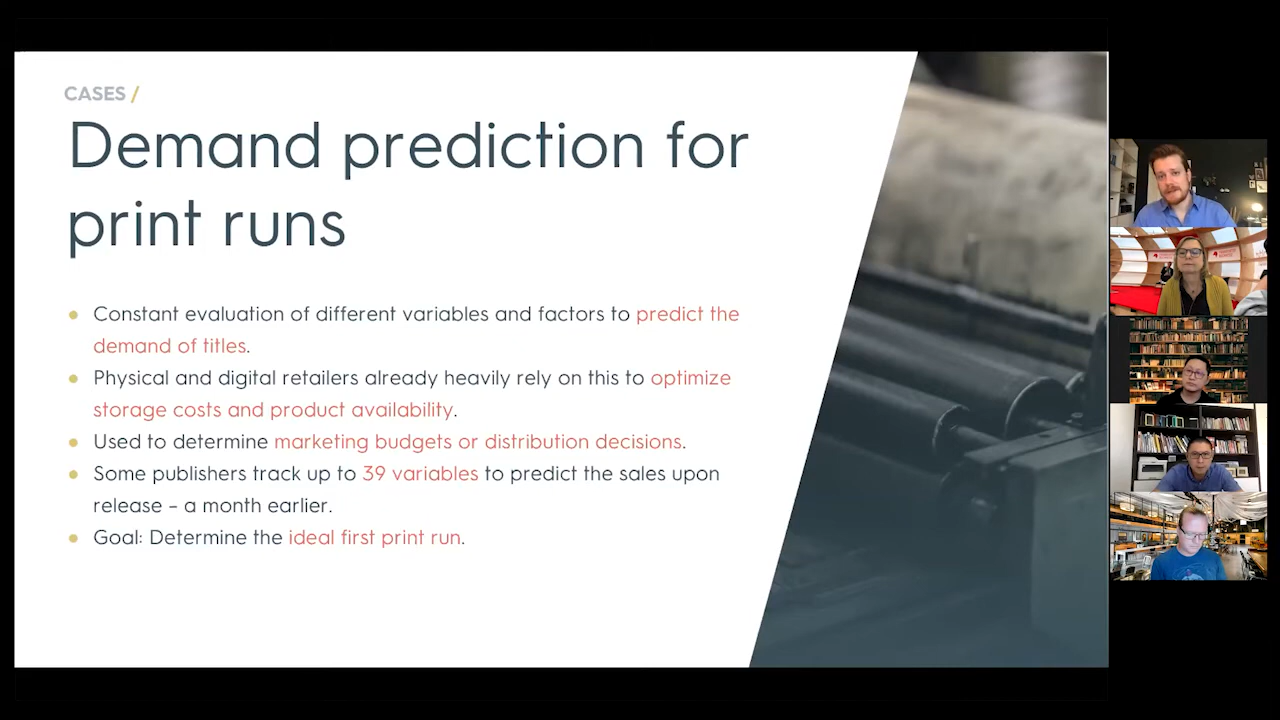 CASES /
Demand prediction for
print runs
● Constant evaluation of different variables and factors to predict the
demand of titles.
● Physical and digital retailers already heavily rely on this to optimize
storage costs and product availability.
● Used to determine marketing budgets or distribution decisions.
● Some publishers track up to 39 variables to predict the sales upon
release – a month earlier.
● Goal: Determine the ideal first print run.